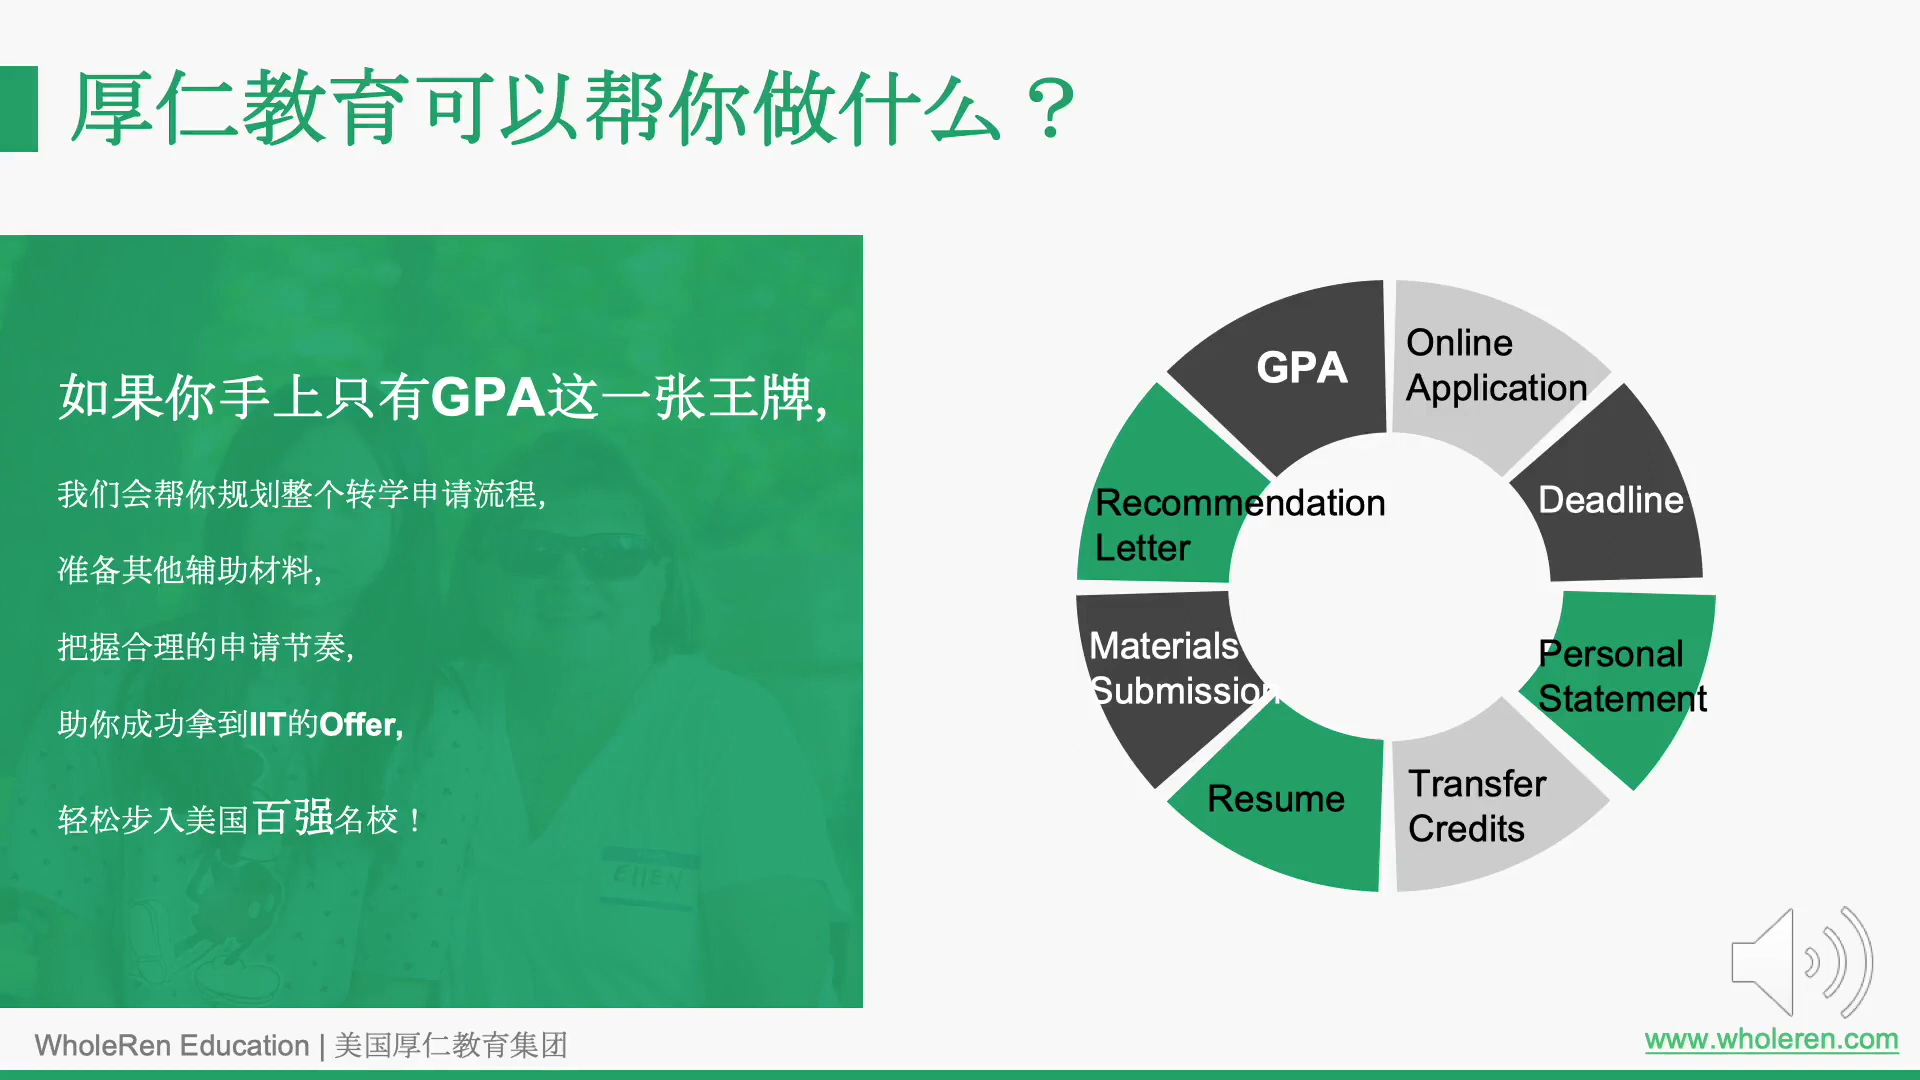 厚仁教育可以帮你做什么？
如果你手上只有GPA这一张王牌,
我们会帮你规划整个转学申请流程,
准备其他辅助材料,
把握合理的申请节奏,
助你成功拿到IIT的Offer,
轻松步入美国百强名校！
GPA
Online
Application
Deadline
Personal
Statement
Transfer
Credits
Resume
Materials
Submission
Recommendation
Letter
EllEN
WholeRen Education | 美国厚仁教育集团
www.wholeren.com